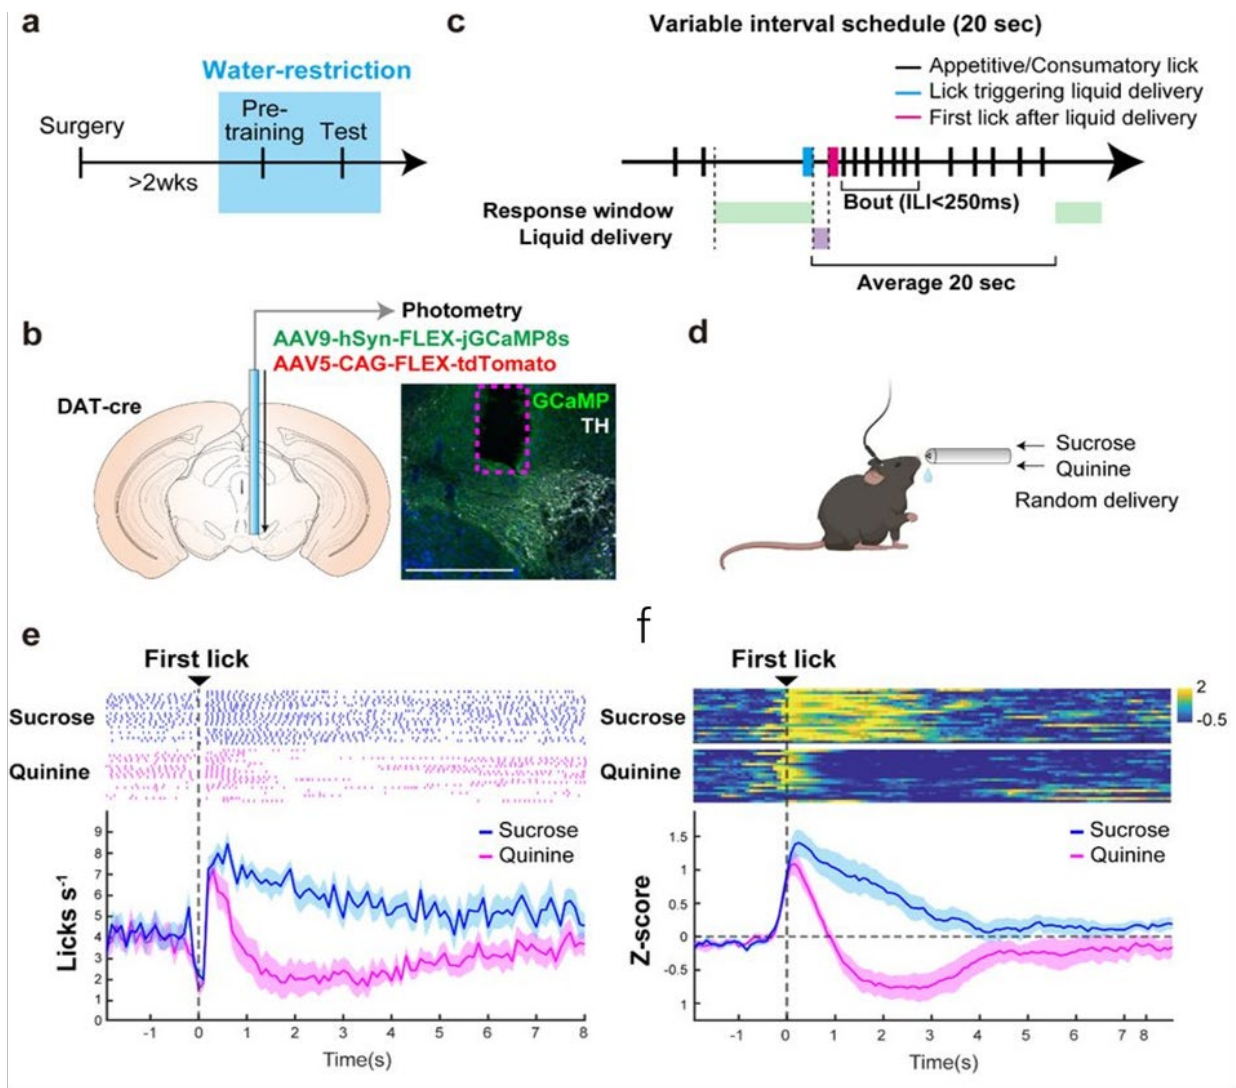 a
Water-restriction
Surgery
Pre-
training
Test
>2wks
c
Variable interval schedule (20 sec)
Appetitive/Consumatory lick
Lick triggering liquid delivery
First lick after liquid delivery
Bout (ILI<250ms)
Response window
Liquid delivery
Average 20 sec
b
Photometry
AAV9-hSyn-FLEX-jGCaMP8s
AAV5-CAG-FLEX-tdTomato
DAT-cre
GCaMP
TH
d
Sucrose
Quinine
Random delivery
e
First lick
Sucrose
Quinine
Sucrose
Quinine
Licks s⁻¹
9
8
7
6
5
4
3
2
1
0
-1 0 1 2 3 4 5 6 7 8
Time(s)
f
First lick
Sucrose
Quinine
2
-0.5
Sucrose
Quinine
Z-score
1.5
1
0.5
0
-0.5
1
-1 0 1 2 3 4 5 6 7 8
Time(s)